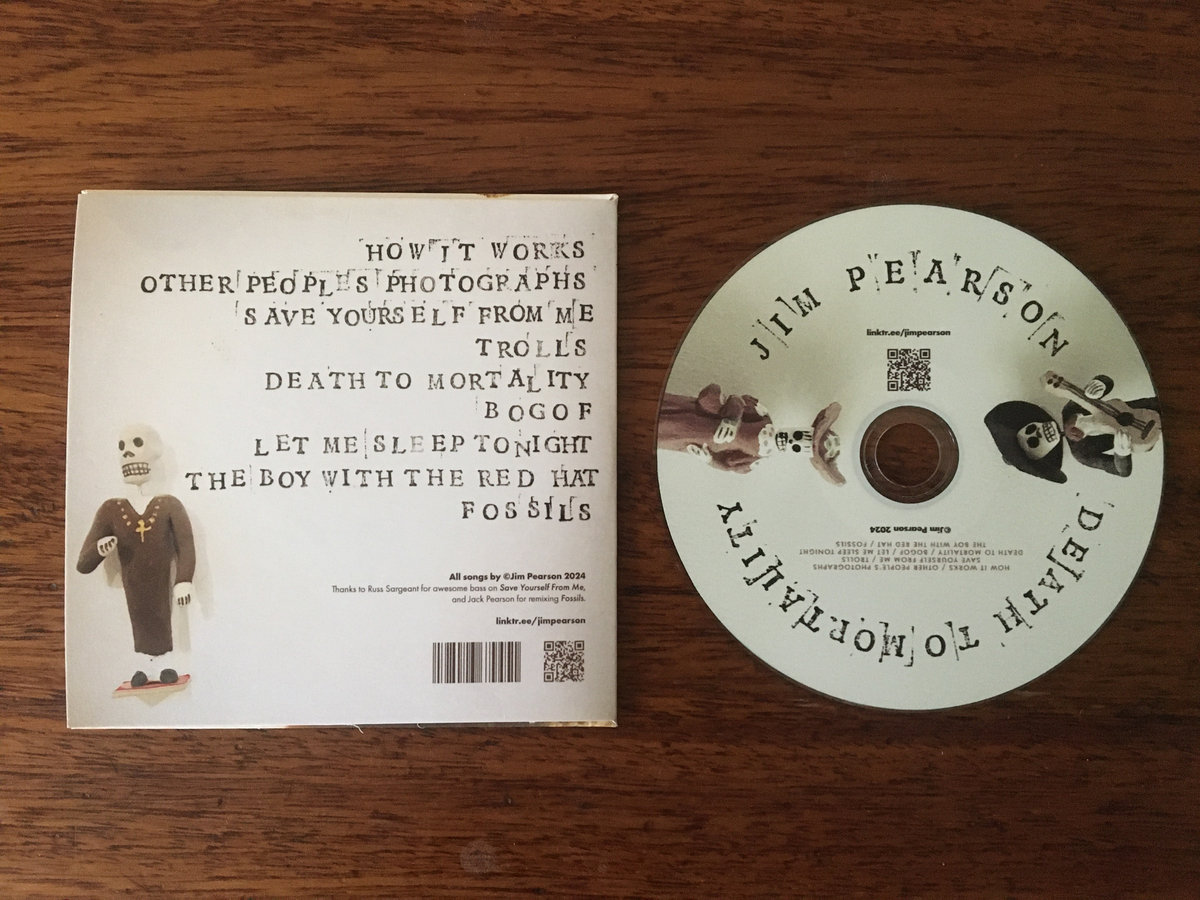 HOW IT WORKS
OTHER PEOPLES PHOTOGRAPHS
SAVE YOURSELF FROM ME
TROLLS
DEATH TO MORTALITY
BOGOF
LET ME SLEEP TONIGHT
THE BOY WITH THE RED HAT
FOSSILS
All songs by ©Jim Pearson 2024
Thanks to Russ Sargeant for awesome bass on Save Yourself From Me,
and Jack Pearson for remixing Fossils.
linktr.ee/jimpearson
JIM PEARSON
linktr.ee/jimpearson
DEATH TO MORTALITY
HOW IT WORKS / OTHER PEOPLE'S PHOTOGRAPHS
SAVE YOURSELF FROM ME / TROLLS
DEATH TO MORTALITY / BOGOF / LET ME SLEEP TONIGHT
THE BOY WITH THE RED HAT / FOSSILS
©Jim Pearson 2024